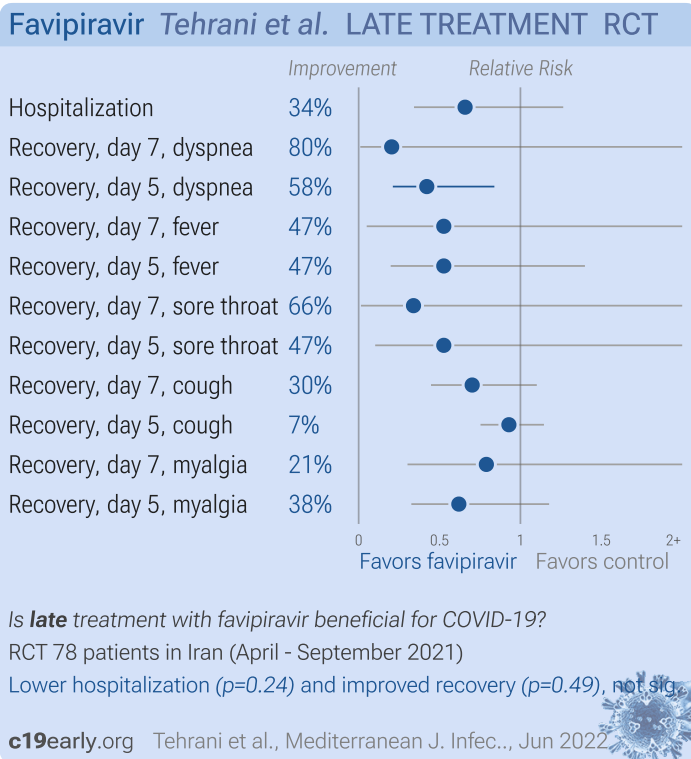 Favipiravir Tehrani et al. LATE TREATMENT RCT
Improvement Relative Risk
Hospitalization 34%
Recovery, day 7, dyspnea 80%
Recovery, day 5, dyspnea 58%
Recovery, day 7, fever 47%
Recovery, day 5, fever 47%
Recovery, day 7, sore throat 66%
Recovery, day 5, sore throat 47%
Recovery, day 7, cough 30%
Recovery, day 5, cough 7%
Recovery, day 7, myalgia 21%
Recovery, day 5, myalgia 38%
0 0.5 1 1.5 2+
Favors favipiravir Favors control
Is late treatment with favipiravir beneficial for COVID-19?
RCT 78 patients in Iran (April - September 2021)
Lower hospitalization (p=0.24) and improved recovery (p=0.49), not sig.
c19early.org Tehrani et al., Mediterranean J. Infec.., Jun 2022